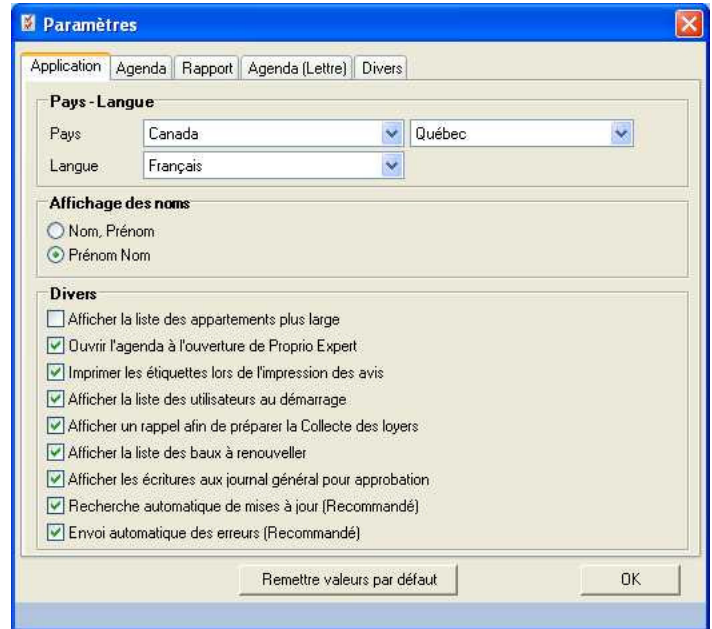 Paramètres
Application Agenda Rapport Agenda (Lettre) Divers
Pays - Langue
Pays Canada Québec
Langue Français
Affichage des noms
Nom, Prénom
Prénom Nom
Divers
Afficher la liste des appartements plus large
Ouvrir l'agenda à l'ouverture de Proprio Expert
Imprimer les étiquettes lors de l'impression des avis
Afficher la liste des utilisateurs au démarrage
Afficher un rappel afin de préparer la Collecte des loyers
Afficher la liste des baux à renouveller
Afficher les écritures aux journal général pour approbation
Recherche automatique de mises à jour (Recommandé)
Envoi automatique des erreurs (Recommandé)
Remettre valeurs par défaut OK